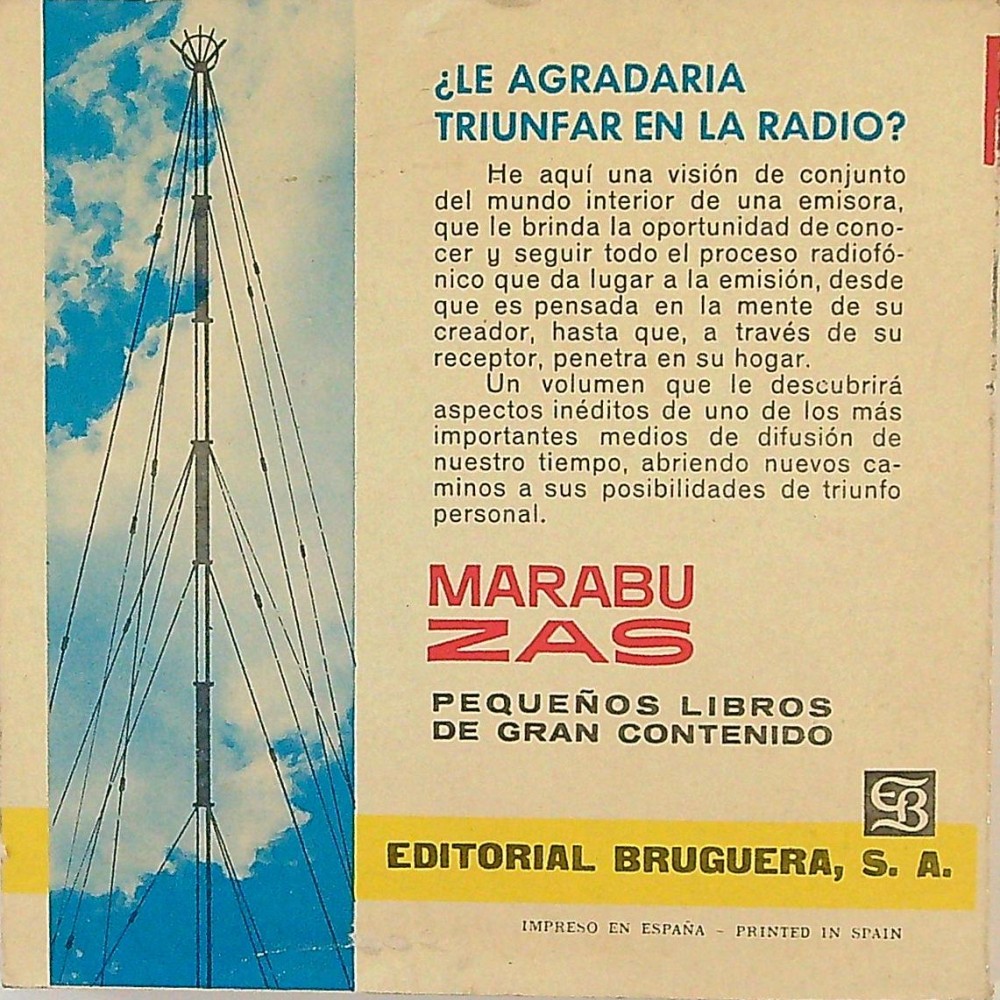 ¿LE AGRADARIA
TRIUNFAR EN LA RADIO?
He aquí una visión de conjunto
del mundo interior de una emisora,
que le brinda la oportunidad de cono-
cer y seguir todo el proceso radiofó-
nico que da lugar a la emisión, desde
que es pensada en la mente de su
creador, hasta que, a través de su
receptor, penetra en su hogar.
Un volumen que le descubrirá
aspectos inéditos de uno de los más
importantes medios de difusión de
nuestro tiempo, abriendo nuevos ca-
minos a sus posibilidades de triunfo
personal.
MARABU
ZAS
PEQUEÑOS LIBROS
DE GRAN CONTENIDO
EB
EDITORIAL BRUGUERA, S. A.
IMPRESO EN ESPAÑA - PRINTED IN SPAIN